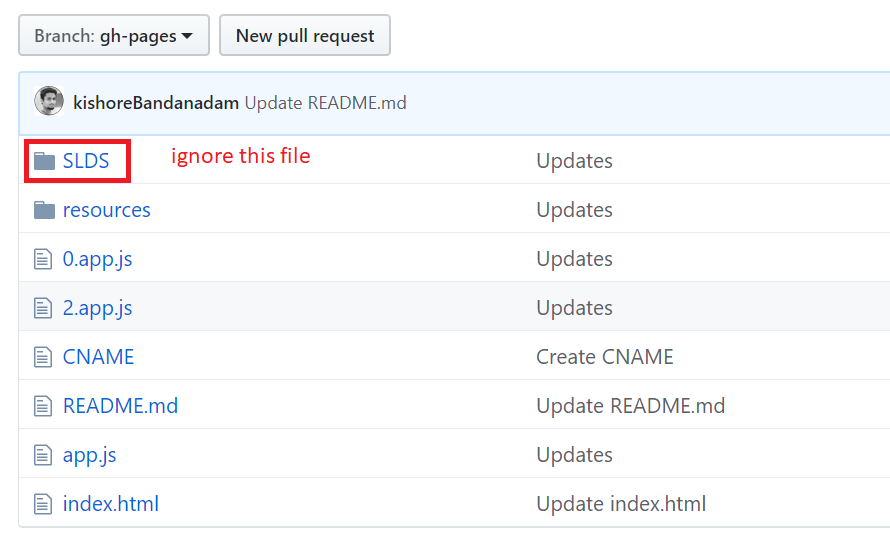 Branch: gh-pages New pull request
kishoreBandanadam Update README.md
SLDS ignore this file Updates
resources Updates
0.app.js Updates
2.app.js Updates
CNAME Create CNAME
README.md Update README.md
app.js Updates
index.html Update index.html